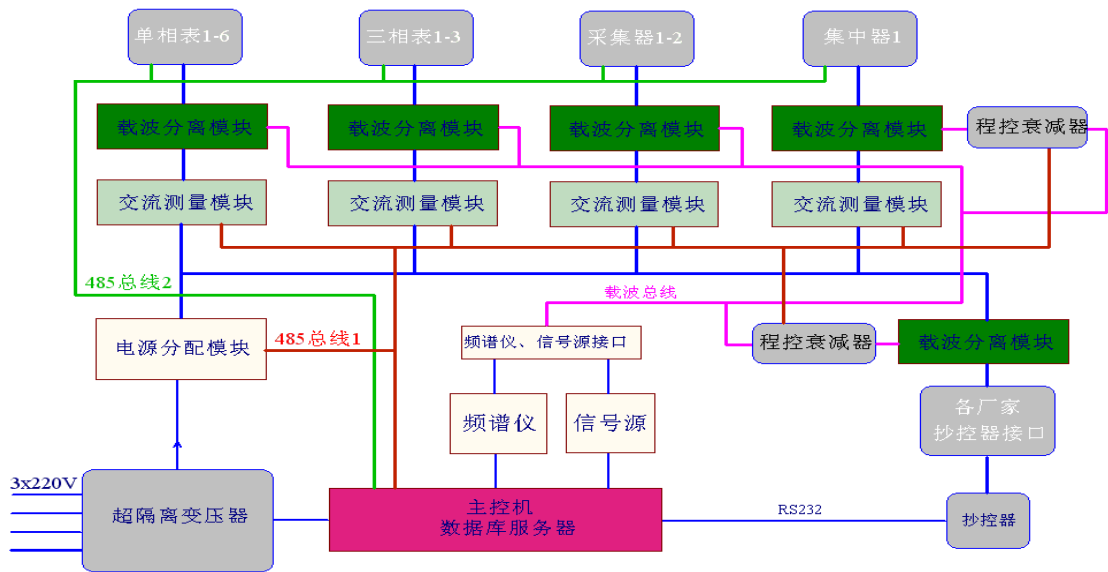 单相表1-6
三相表1-3
采集器1-2
集中器1
载波分离模块
载波分离模块
载波分离模块
载波分离模块
程控衰减器
交流测量模块
交流测量模块
交流测量模块
交流测量模块
485总线2
载波总线
电源分配模块
485总线1
频谱仪、信号源接口
程控衰减器
载波分离模块
频谱仪
信号源
各厂家
抄控器接口
3x220V
超隔离变压器
主控机
数据库服务器
RS232
抄控器